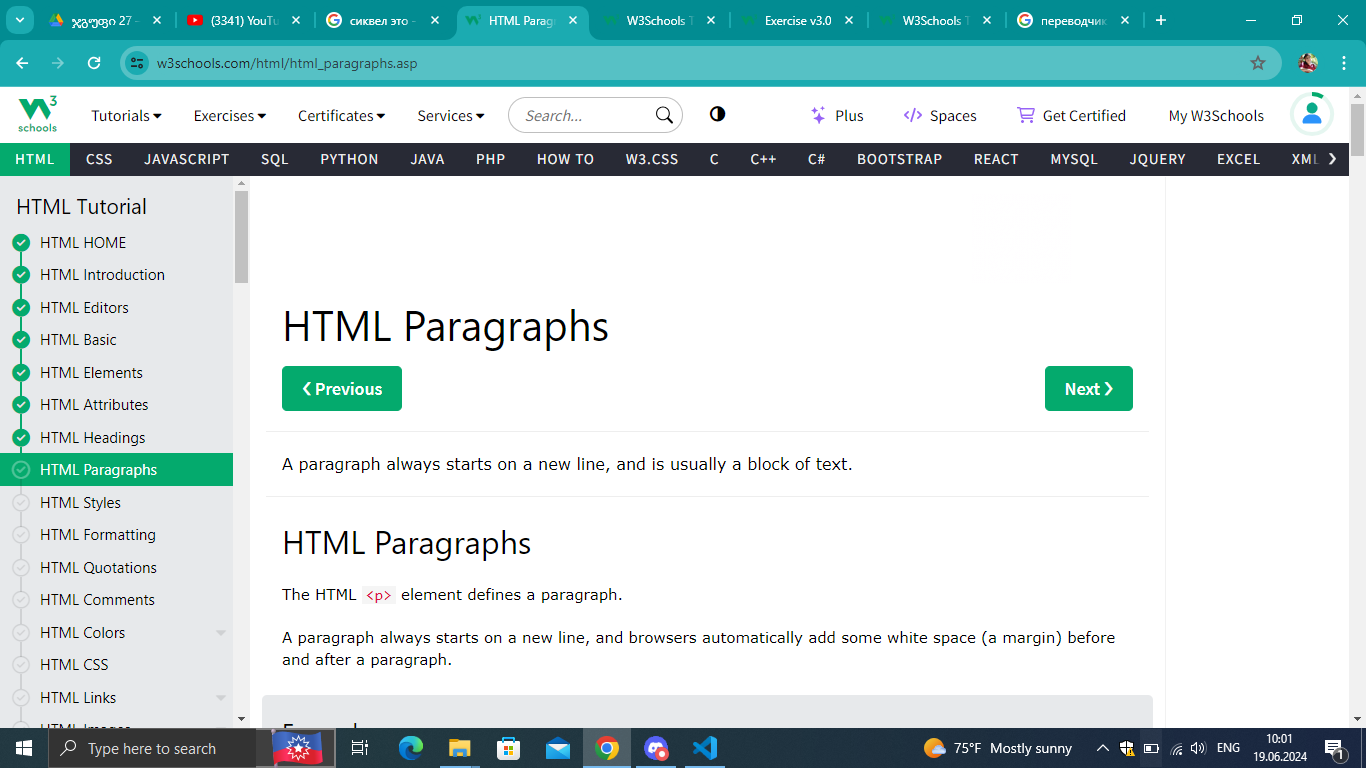 ჯგუფი 27 –
(3341) YouTu
сиквел это –
HTML Parag
W3Schools T
Exercise v3.0
W3Schools T
переводчик
w3schools.com/html/html_paragraphs.asp
W3 schools
Tutorials
Exercises
Certificates
Services
Search...
Plus
Spaces
Get Certified
My W3Schools
HTML
CSS
JAVASCRIPT
SQL
PYTHON
JAVA
PHP
HOW TO
W3.CSS
C
C++
C#
BOOTSTRAP
REACT
MYSQL
JQUERY
EXCEL
XML
HTML Tutorial
HTML HOME
HTML Introduction
HTML Editors
HTML Basic
HTML Elements
HTML Attributes
HTML Headings
HTML Paragraphs
HTML Styles
HTML Formatting
HTML Quotations
HTML Comments
HTML Colors
HTML CSS
HTML Links
HTML Images
HTML Paragraphs
❮ Previous
Next ❯
A paragraph always starts on a new line, and is usually a block of text.
HTML Paragraphs
The HTML <p> element defines a paragraph.
A paragraph always starts on a new line, and browsers automatically add some white space (a margin) before
and after a paragraph.
Type here to search
75°F Mostly sunny
ENG
10:01
19.06.2024
1